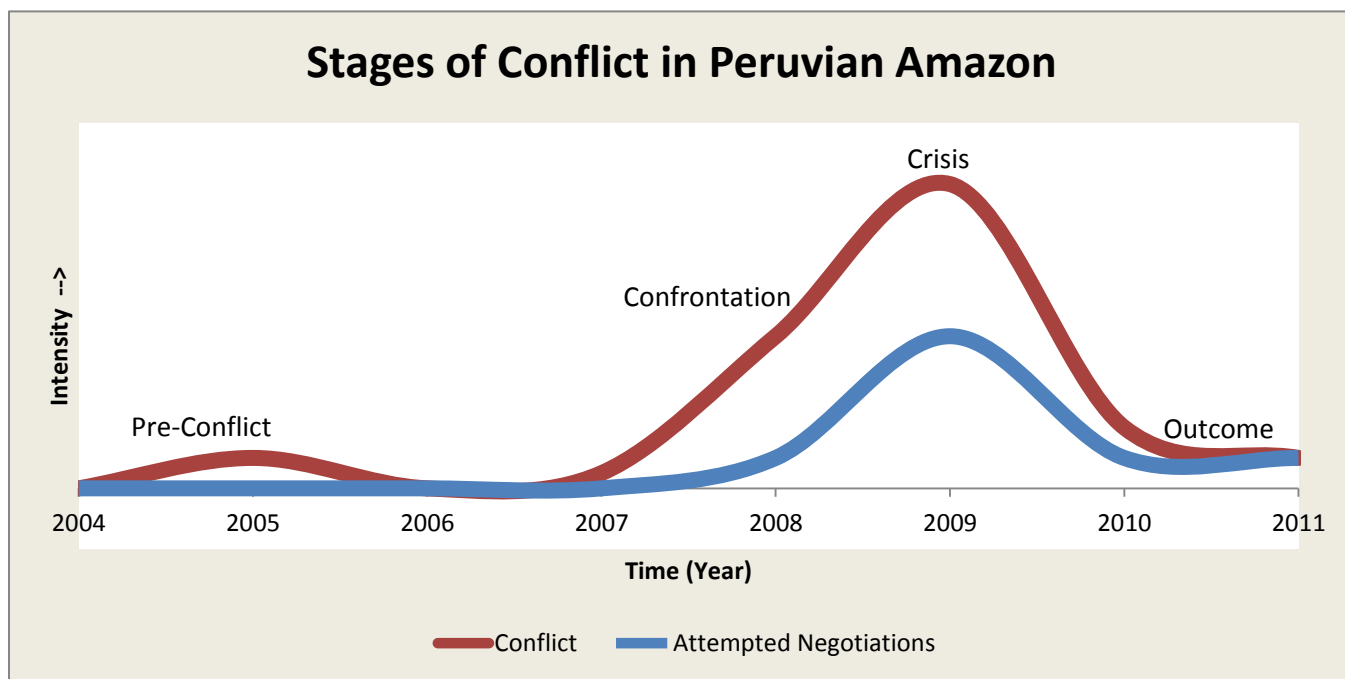 Stages of Conflict in Peruvian Amazon
Crisis
Confrontation
Pre-Conflict
Outcome
Intensity -->
2004 2005 2006 2007 2008 2009 2010 2011
Time (Year)
Conflict Attempted Negotiations